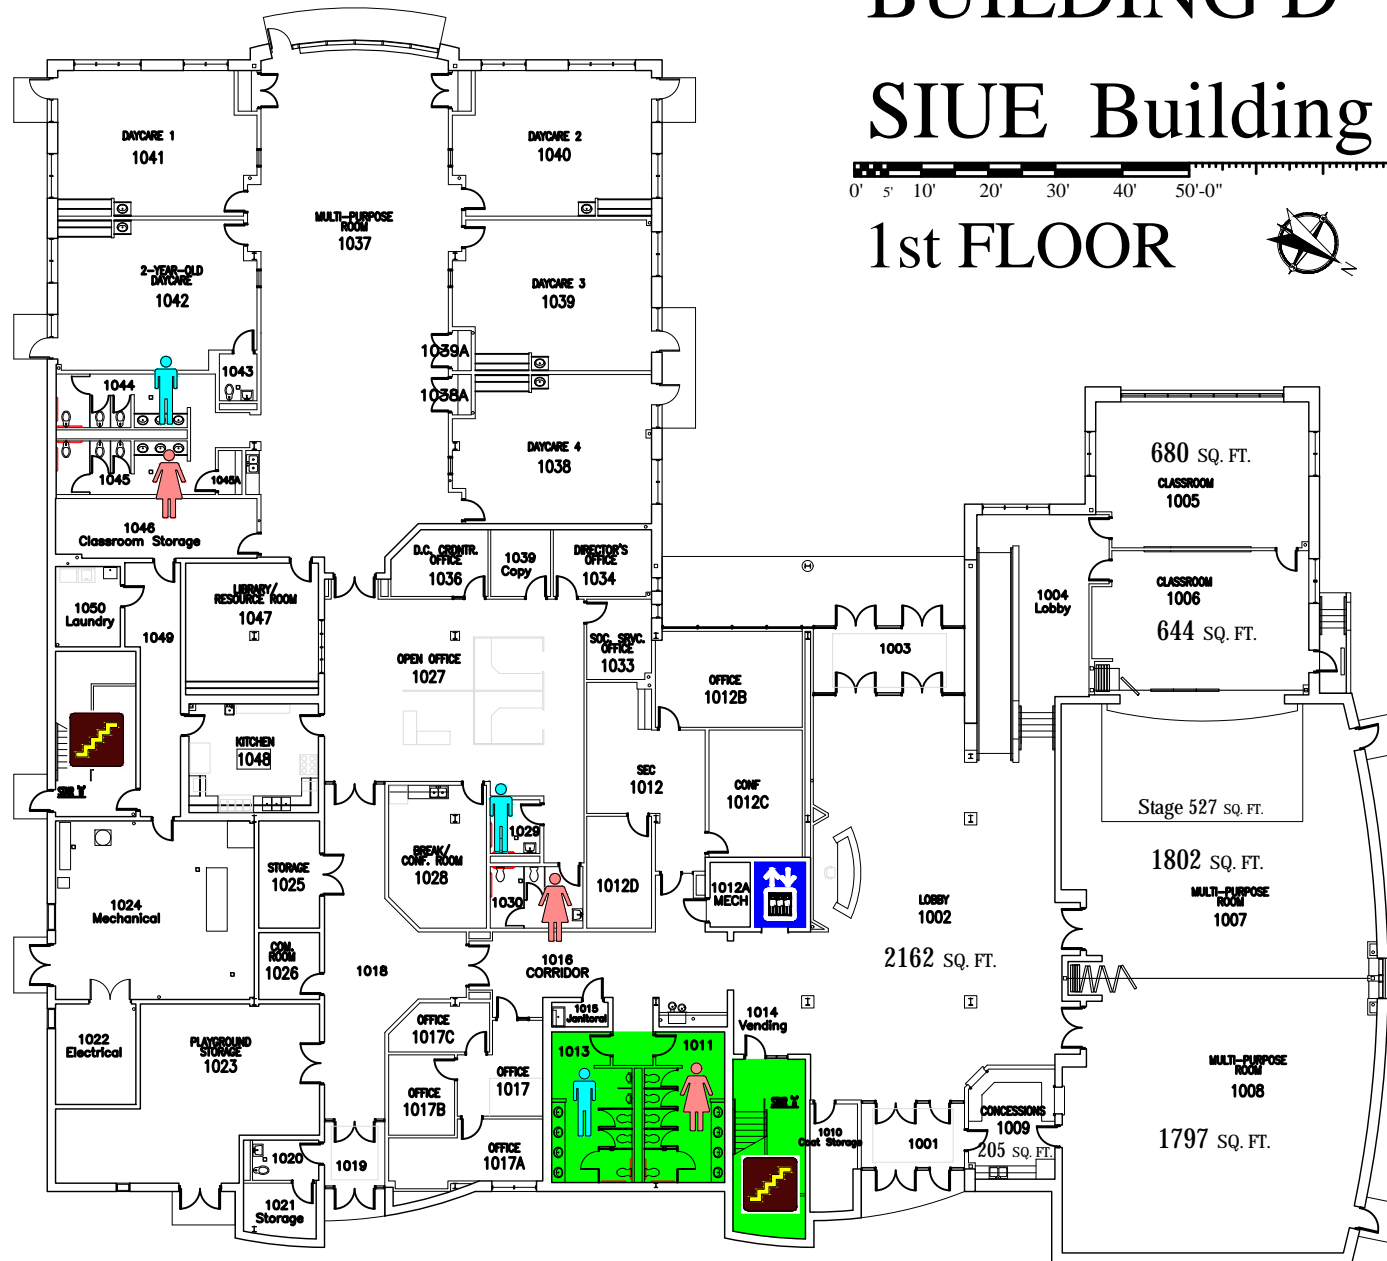 BUILDING D
SIUE Building
0' 5' 10' 20' 30' 40' 50'-0"
1st FLOOR
N
DAYCARE 1
1041
DAYCARE 2
1040
MULTI-PURPOSE
ROOM
1037
2-YEAR-OLD
DAYCARE
1042
DAYCARE 3
1039
1039A
1038A
1043
1044
1045
1045A
DAYCARE 4
1038
1046
Classroom Storage
D.C. CRDNTR.
OFFICE
1036
1039
Copy
DIRECTOR'S
OFFICE
1034
680 SQ. FT.
CLASSROOM
1005
CLASSROOM
1006
644 SQ. FT.
1004
Lobby
1050
Laundry
1049
LIBRARY/
RESOURCE ROOM
1047
OPEN OFFICE
1027
SOC. SRVC.
OFFICE
1033
1003
OFFICE
1012B
KITCHEN
1048
SEC
1012
CONF
1012C
Stage 527 SQ. FT.
1802 SQ. FT.
MULTI-PURPOSE
ROOM
1007
1029
BREAK/
CONF. ROOM
1028
1030
1012D
1012A
MECH
LOBBY
1002
2162 SQ. FT.
STORAGE
1025
1024
Mechanical
COM.
ROOM
1026
1018
1016
CORRIDOR
1015
Janitoral
1014
Vending
OFFICE
1017C
1022
Electrical
PLAYGROUND
STORAGE
1023
1013
1011
OFFICE
1017
OFFICE
1017B
OFFICE
1017A
MULTI-PURPOSE
ROOM
1008
1797 SQ. FT.
CONCESSIONS
1009
205 SQ. FT.
1010
Coat Storage
1001
1020
1019
1021
Storage